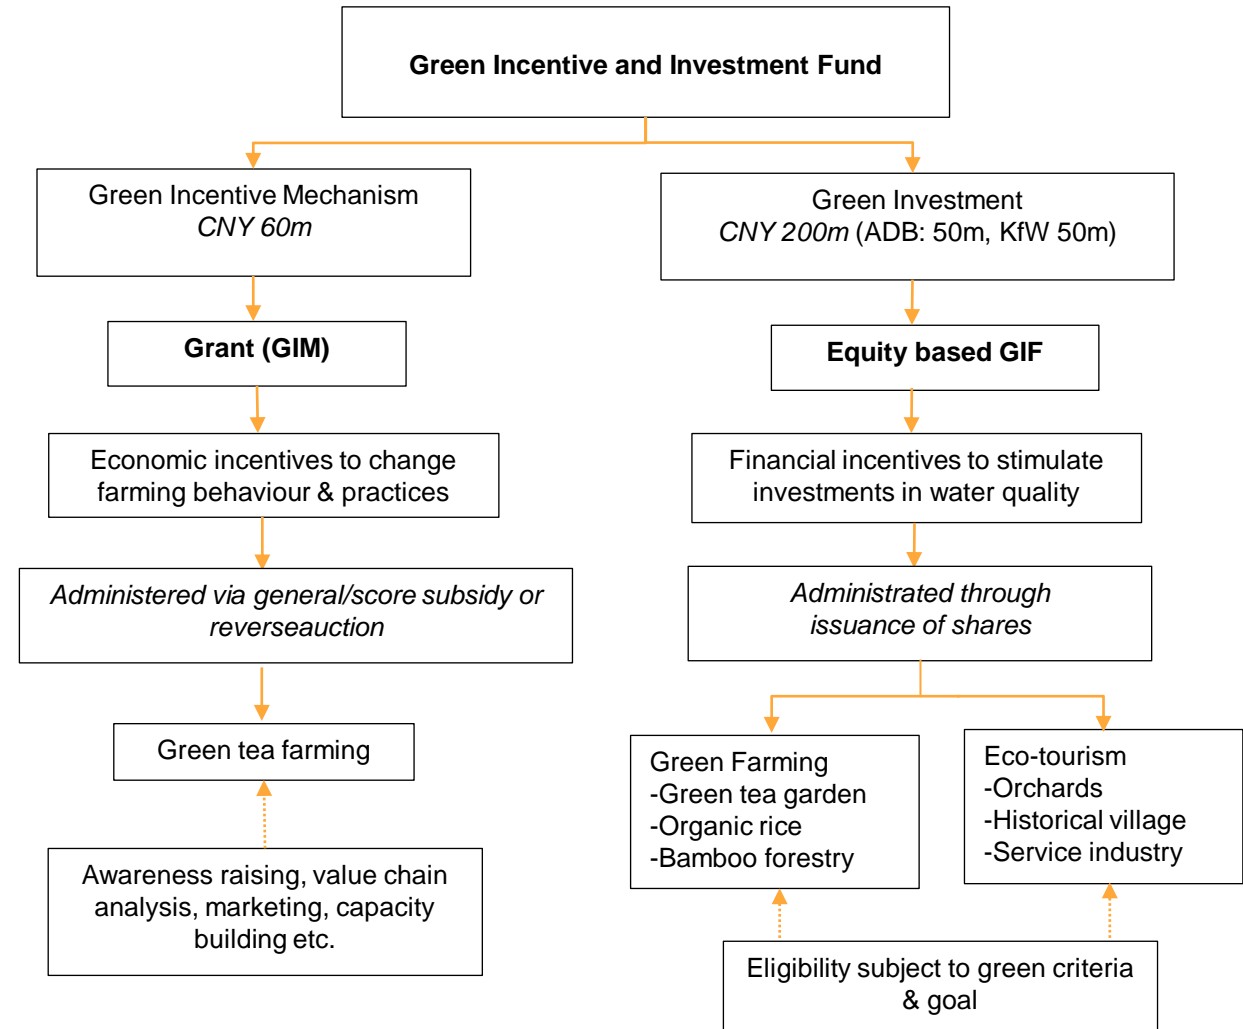 Green Incentive and Investment Fund
Green Incentive Mechanism
CNY 60m
Green Investment
CNY 200m (ADB: 50m, KfW 50m)
Grant (GIM)
Equity based GIF
Economic incentives to change
farming behaviour & practices
Financial incentives to stimulate
investments in water quality
Administered via general/score subsidy or
reverseauction
Administrated through
issuance of shares
Green tea farming
Green Farming
-Green tea garden
-Organic rice
-Bamboo forestry
Eco-tourism
-Orchards
-Historical village
-Service industry
Awareness raising, value chain
analysis, marketing, capacity
building etc.
Eligibility subject to green criteria
& goal